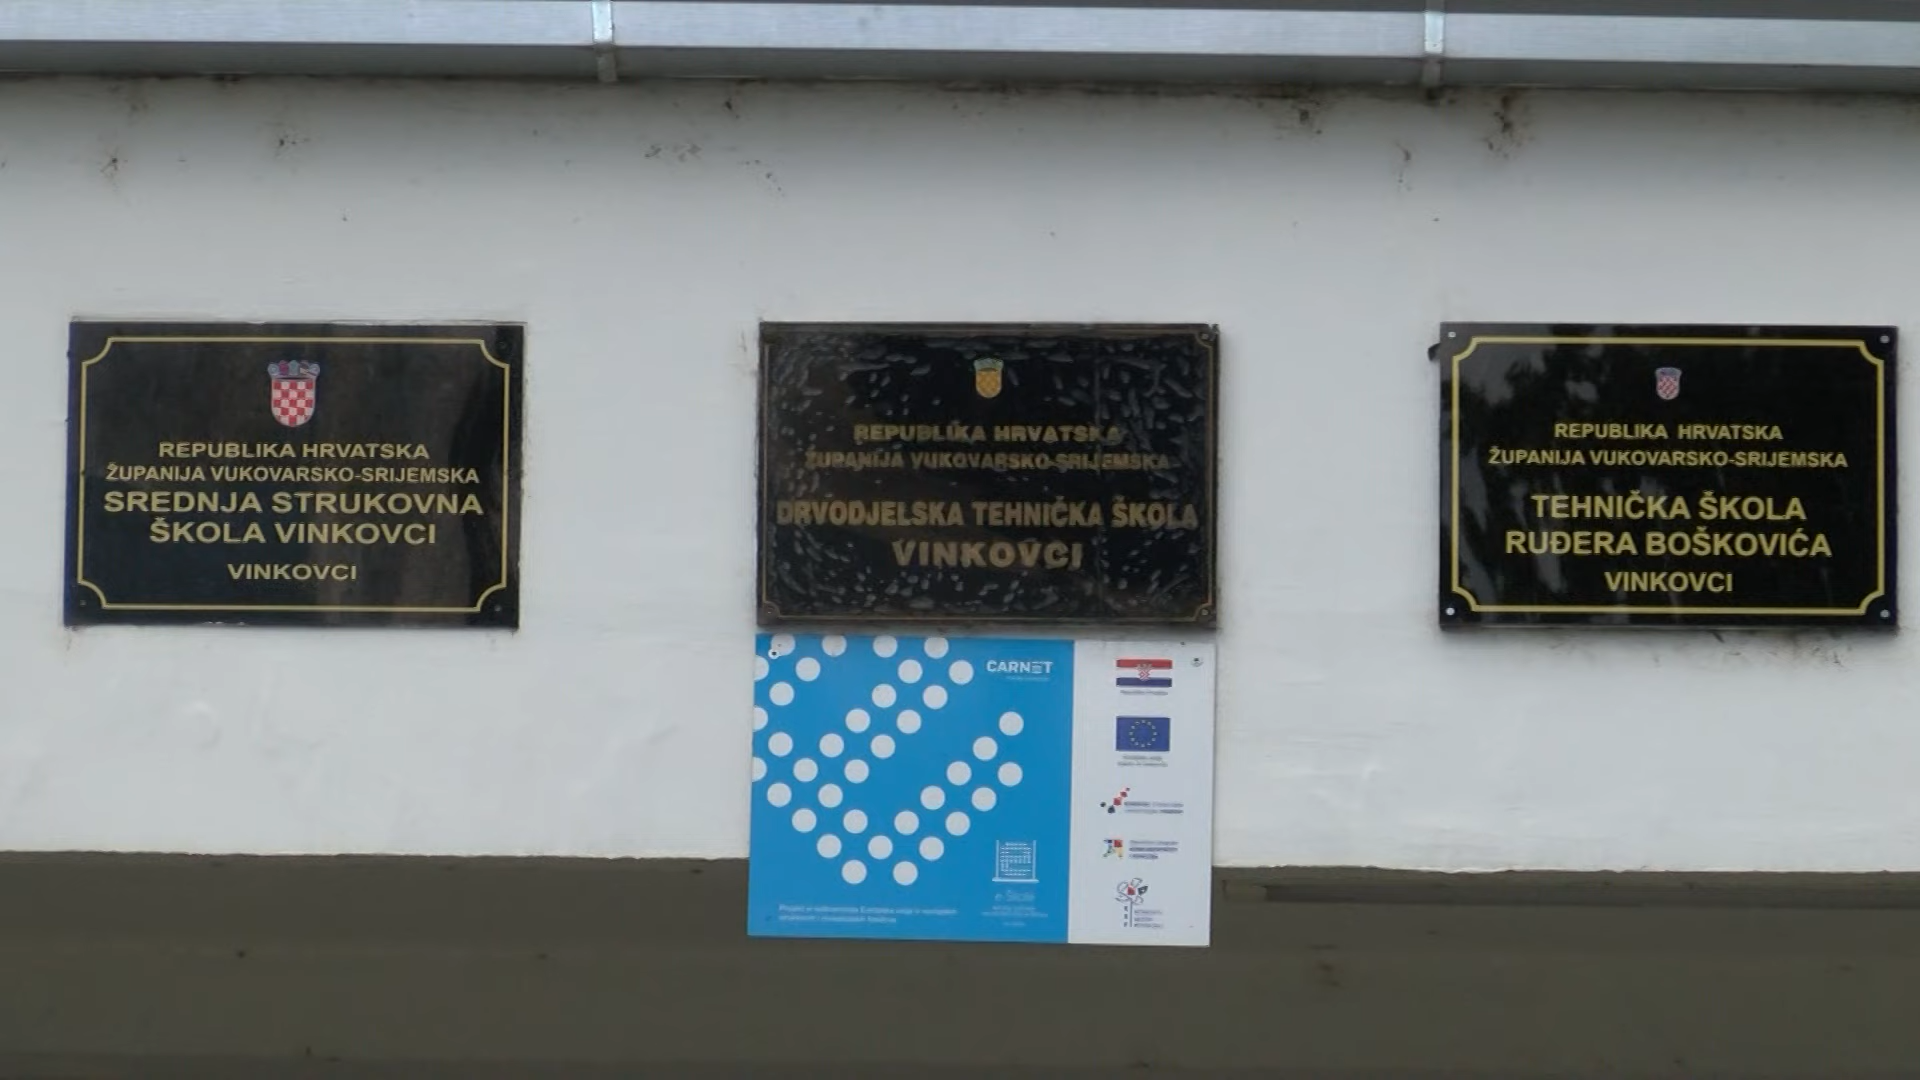 REPUBLIKA HRVATSKA
ŽUPANIJA VUKOVARSKO-SRIJEMSKA
SREDNJA STRUKOVNA
ŠKOLA VINKOVCI
VINKOVCI
REPUBLIKA HRVATSKA
ŽUPANIJA VUKOVARSKO-SRIJEMSKA
DRVODJELSKA TEHNIČKA ŠKOLA
VINKOVCI
REPUBLIKA HRVATSKA
ŽUPANIJA VUKOVARSKO-SRIJEMSKA
TEHNIČKA ŠKOLA
RUĐERA BOŠKOVIĆA
VINKOVCI
CARNET
e-Škole